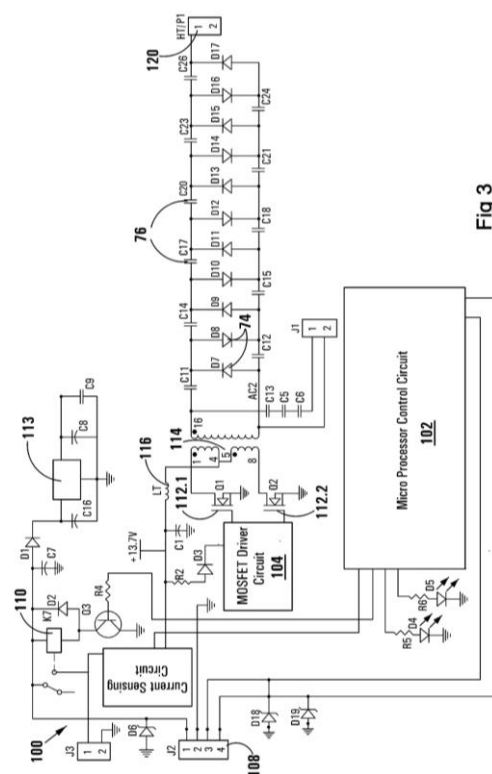 100
J3
1
2
110
K7
D2
D1
R4
Q3
C7
C16
113
C8
C9
Current Sensing
Circuit
D6
J2
1
2
3
4
108
+13.7V
R2
D3
C1
LT
116
MOSFET Driver
Circuit
104
112.1
Q1
112.2
Q2
114
1
4
5
8
16
AC2
C11
C14
C17
C20
C23
C26
76
D7
D8
D9
D10
D11
D12
D13
D14
D15
D16
D17
74
C12
C15
C18
C21
C24
HT/P1
1
2
120
C13
C5
C6
J1
1
2
Micro Processor Control Circuit
102
R5
D4
R6
D5
D18
D19
Fig 3